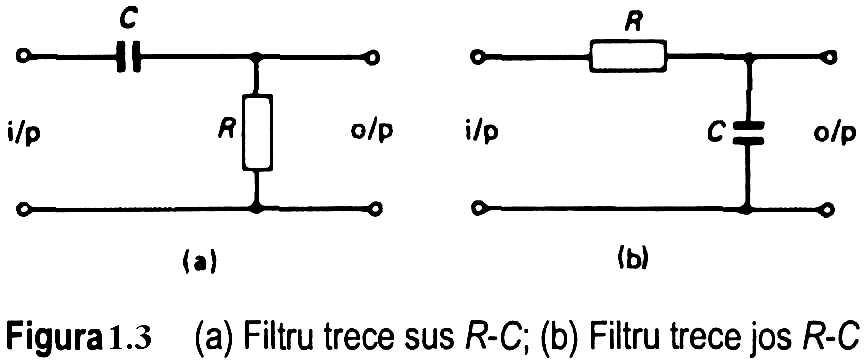 C
R
i/p
R
o/p
i/p
C
o/p
(a)
(b)
Figura 1.3 (a) Filtru trece sus R-C; (b) Filtru trece jos R-C